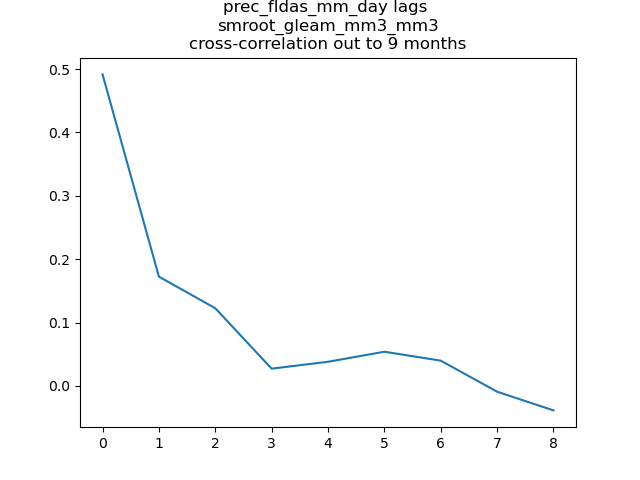 prec_fldas_mm_day lags
smroot_gleam_mm3_mm3
cross-correlation out to 9 months
0.5
0.4
0.3
0.2
0.1
0.0
0 1 2 3 4 5 6 7 8